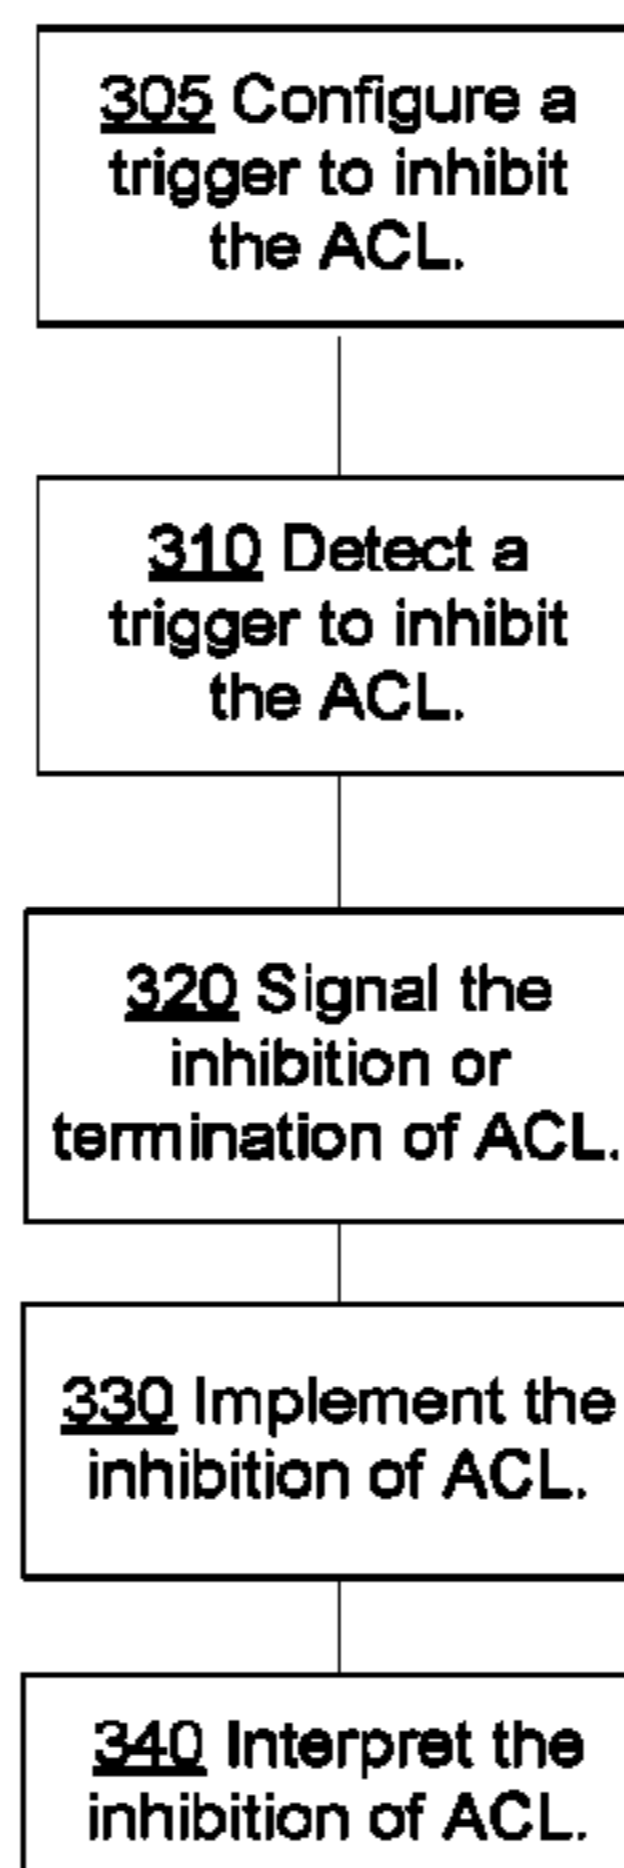 305 Configure a
trigger to inhibit
the ACL.
310 Detect a
trigger to inhibit
the ACL.
320 Signal the
inhibition or
termination of ACL.
330 Implement the
inhibition of ACL.
340 Interpret the
inhibition of ACL.